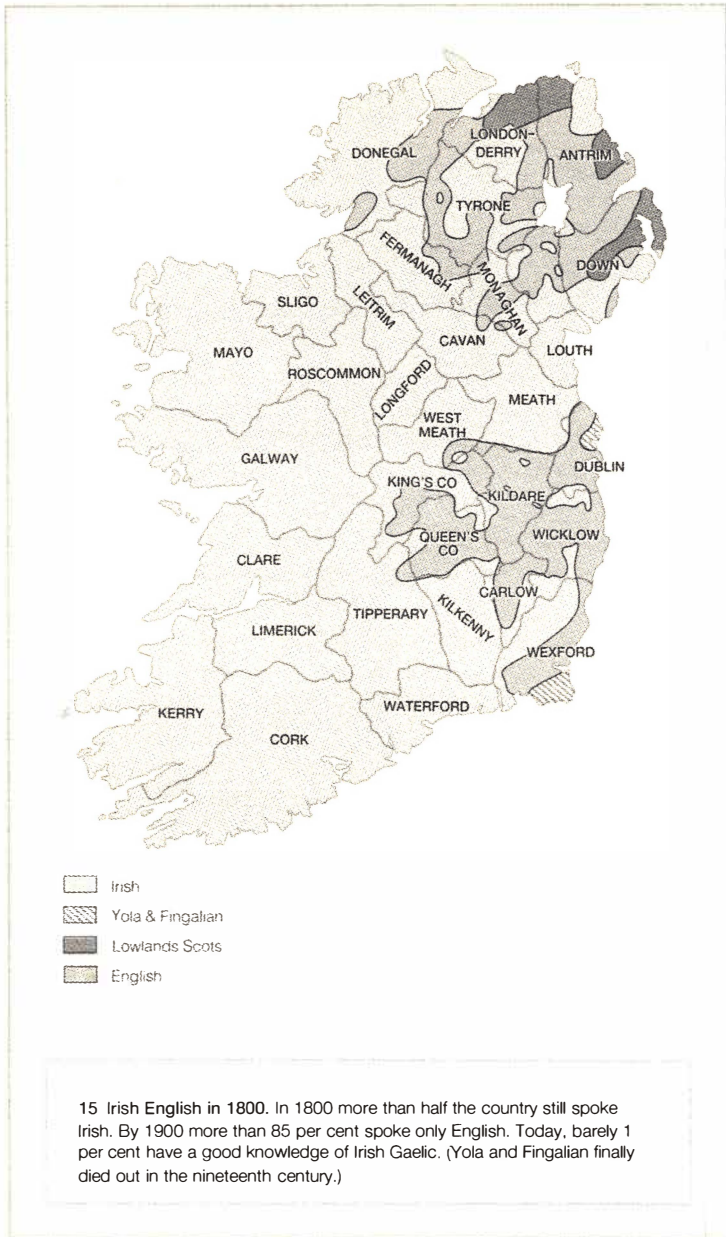 LONDON-
DERRY
DONEGAL
ANTRIM
TYRONE
FERMANAGH
MONAGHAN
DOWN
SLIGO
LEITRIM
CAVAN
LOUTH
MAYO
ROSCOMMON
LONGFORD
MEATH
WEST
MEATH
GALWAY
DUBLIN
KING'S CO
KILDARE
QUEEN'S
CO
WICKLOW
CLARE
CARLOW
TIPPERARY
KILKENNY
LIMERICK
WEXFORD
WATERFORD
KERRY
CORK
Irish
Yola & Fingalian
Lowlands Scots
English
15 Irish English in 1800. In 1800 more than half the country still spoke
Irish. By 1900 more than 85 per cent spoke only English. Today, barely 1
per cent have a good knowledge of Irish Gaelic. (Yola and Fingalian finally
died out in the nineteenth century.)